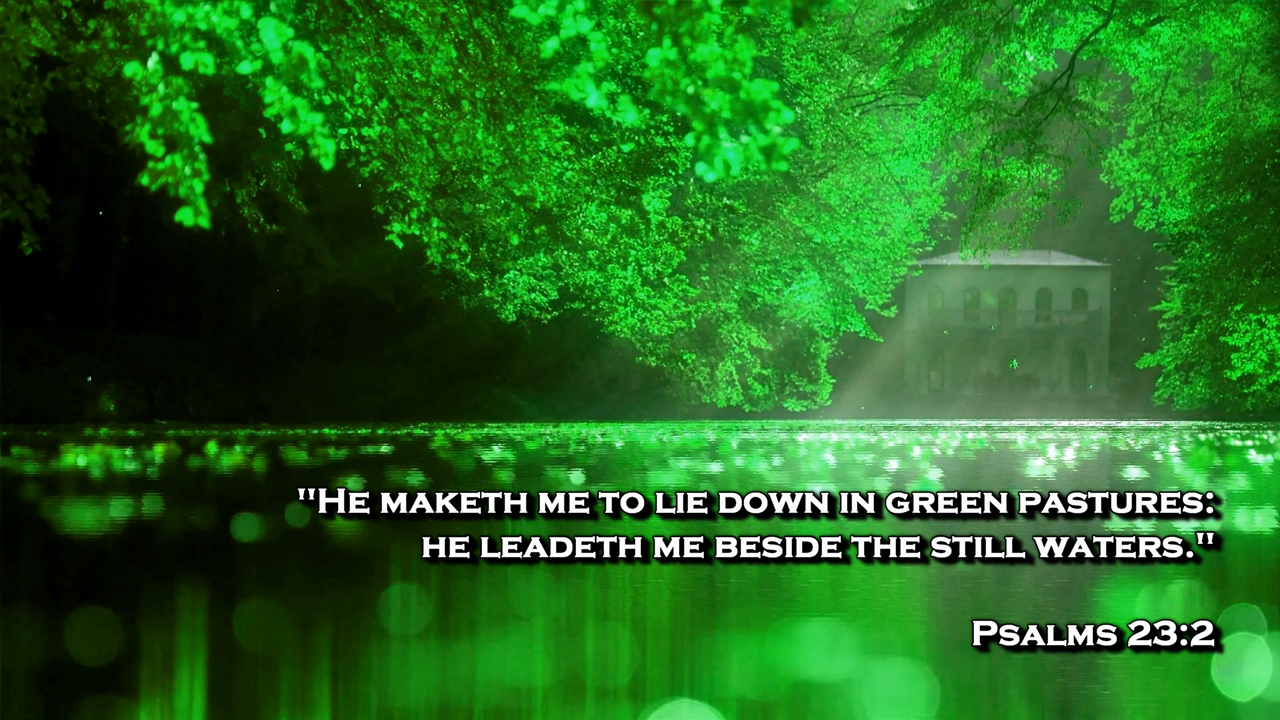 "He maketh me to lie down in green pastures:
he leadeth me beside the still waters."
Psalms 23:2